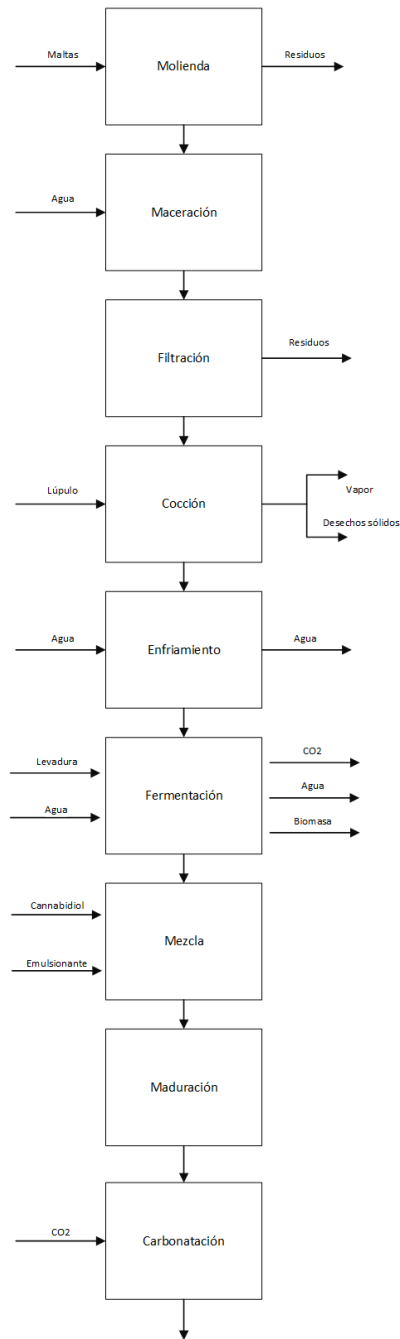 Maltas
Molienda
Residuos
Agua
Maceración
Filtración
Residuos
Lúpulo
Cocción
Vapor
Desechos sólidos
Agua
Enfriamiento
Agua
Levadura
Agua
Fermentación
CO2
Agua
Biomasa
Cannabidiol
Emulsionante
Mezcla
Maduración
CO2
Carbonatación